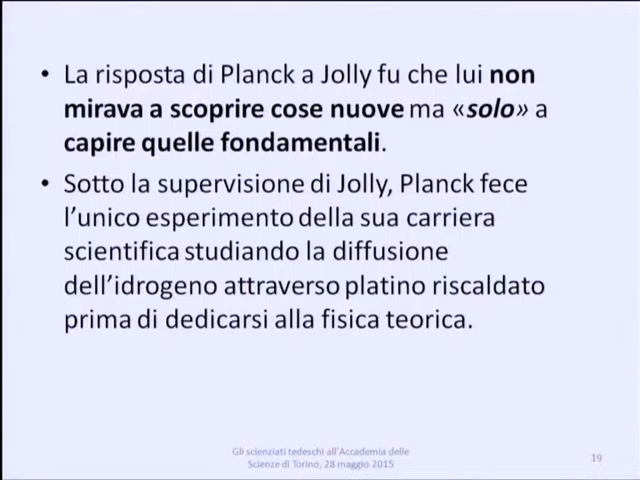 • La risposta di Planck a Jolly fu che lui non
mirava a scoprire cose nuove ma «solo» a
capire quelle fondamentali.
• Sotto la supervisione di Jolly, Planck fece
l'unico esperimento della sua carriera
scientifica studiando la diffusione
dell'idrogeno attraverso platino riscaldato
prima di dedicarsi alla fisica teorica.
Gli scienziati tedeschi all'Accademia delle
Scienze di Torino, 28 maggio 2015
19